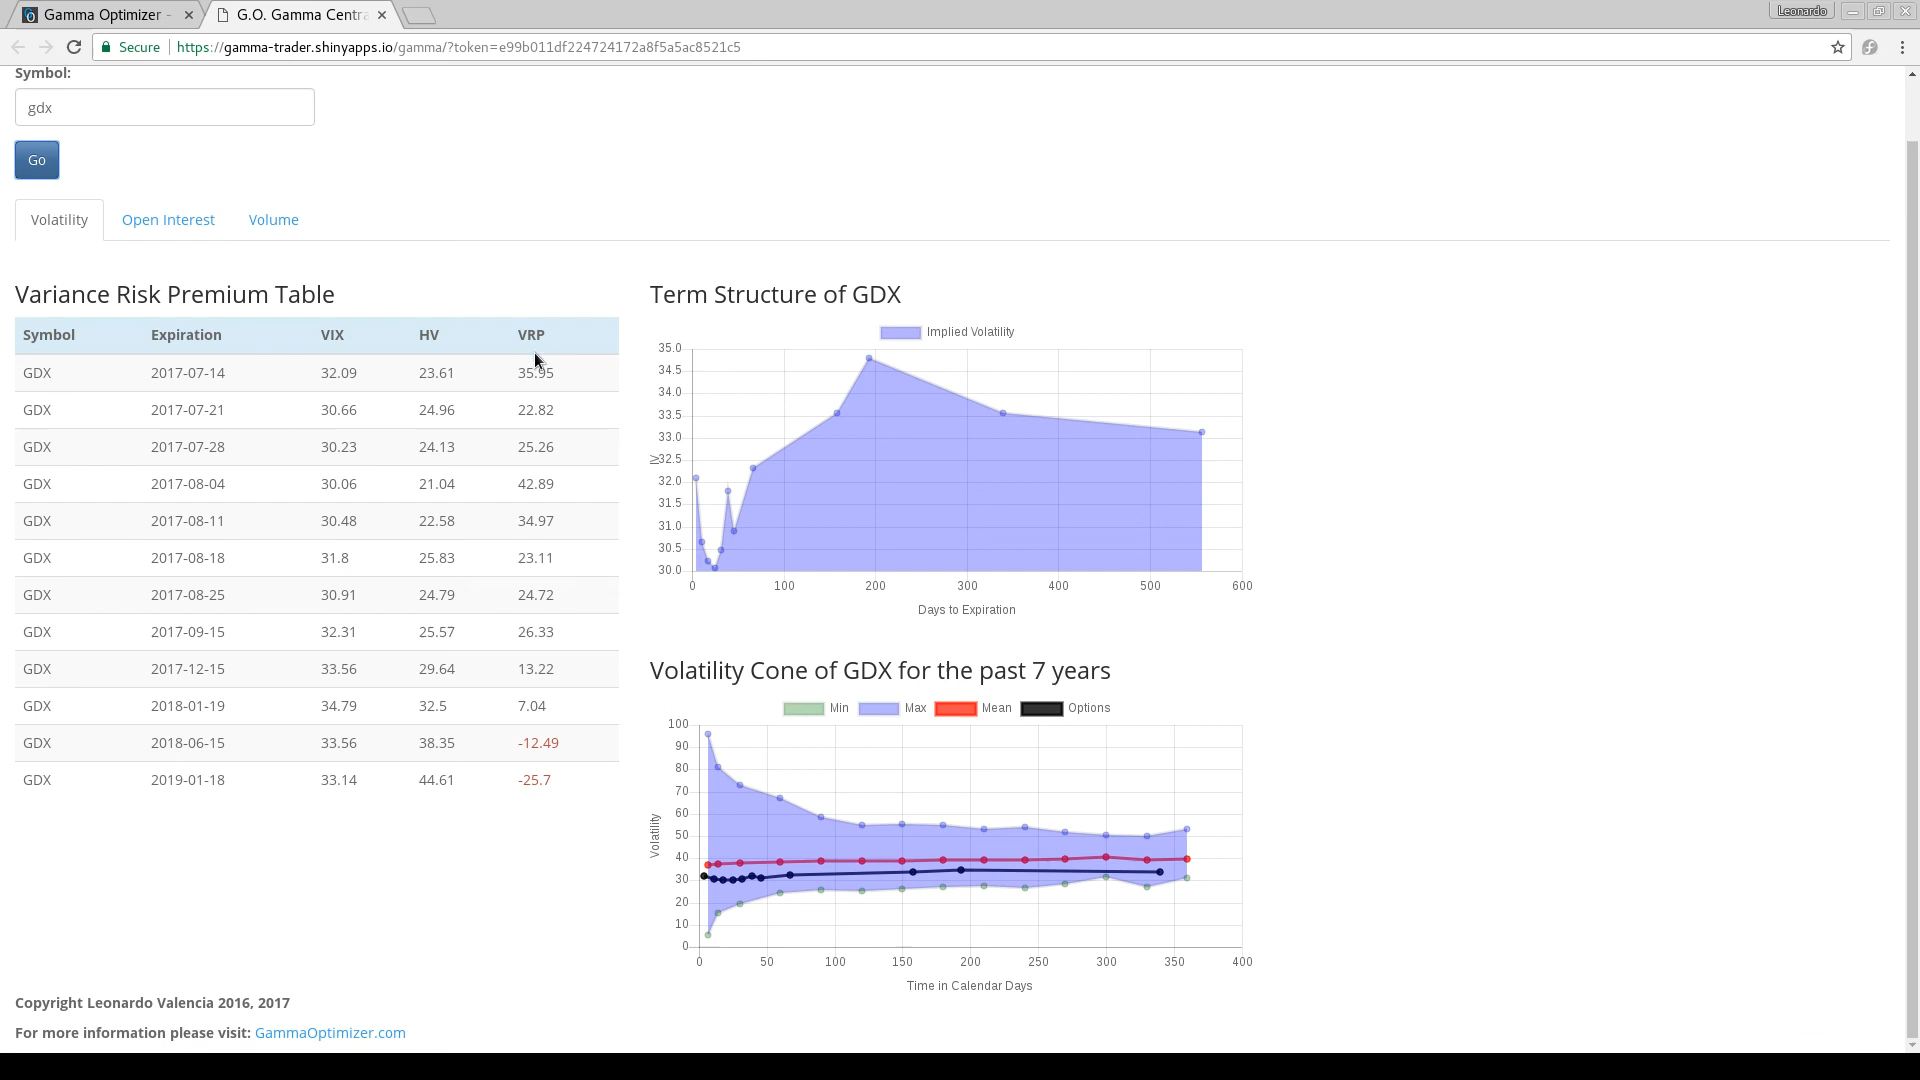 Gamma Optimizer -
G.O. Gamma Centra
Leonardo
Secure
https://gamma-trader.shinyapps.io/gamma/?token=e99b011df224724172a8f5a5ac8521c5
Symbol:
gdx
Go
Volatility Open Interest Volume
Variance Risk Premium Table
Symbol Expiration VIX HV VRP
GDX 2017-07-14 32.09 23.61 35.95
GDX 2017-07-21 30.66 24.96 22.82
GDX 2017-07-28 30.23 24.13 25.26
GDX 2017-08-04 30.06 21.04 42.89
GDX 2017-08-11 30.48 22.58 34.97
GDX 2017-08-18 31.8 25.83 23.11
GDX 2017-08-25 30.91 24.79 24.72
GDX 2017-09-15 32.31 25.57 26.33
GDX 2017-12-15 33.56 29.64 13.22
GDX 2018-01-19 34.79 32.5 7.04
GDX 2018-06-15 33.56 38.35 -12.49
GDX 2019-01-18 33.14 44.61 -25.7
Term Structure of GDX
Implied Volatility
35.0
34.5
34.0
33.5
33.0
32.5
32.0
31.5
31.0
30.5
30.0
IV
0 100 200 300 400 500 600
Days to Expiration
Volatility Cone of GDX for the past 7 years
Min Max Mean Options
100
90
80
70
60
50
40
30
20
10
0
Volatility
0 50 100 150 200 250 300 350 400
Time in Calendar Days
Copyright Leonardo Valencia 2016, 2017
For more information please visit: GammaOptimizer.com